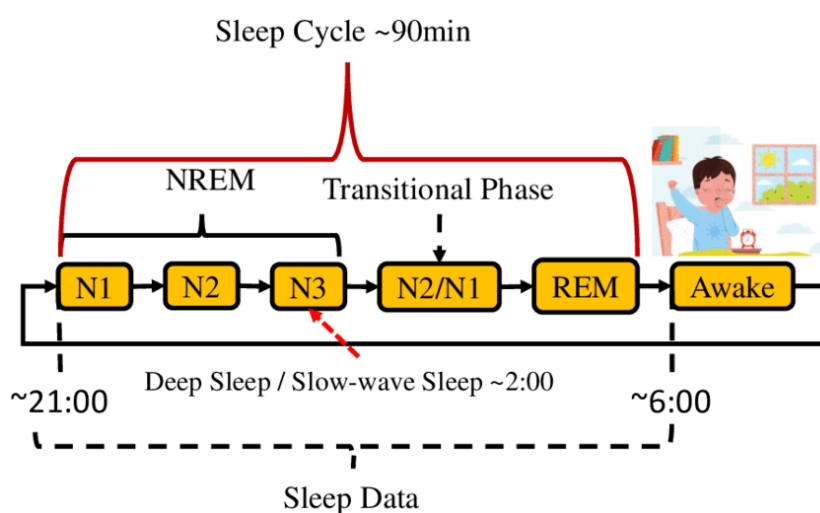 Sleep Cycle ~90min
NREM
Transitional Phase
N1
N2
N3
N2/N1
REM
Awake
Deep Sleep / Slow-wave Sleep ~2:00
~21:00
~6:00
Sleep Data